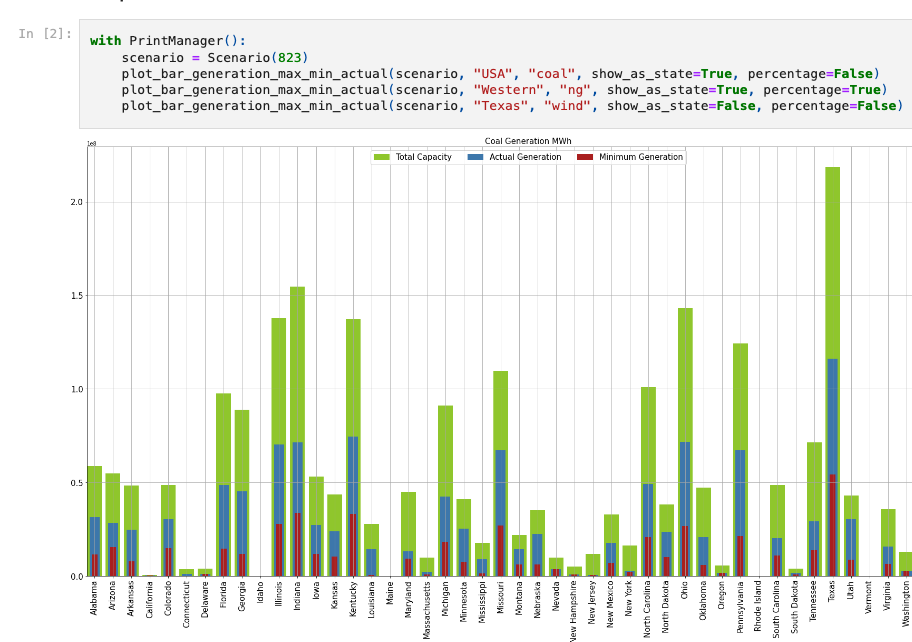 In [2]:
with PrintManager():
    scenario = Scenario(823)
    plot_bar_generation_max_min_actual(scenario, "USA", "coal", show_as_state=True, percentage=False)
    plot_bar_generation_max_min_actual(scenario, "Western", "ng", show_as_state=True, percentage=True)
    plot_bar_generation_max_min_actual(scenario, "Texas", "wind", show_as_state=False, percentage=False)
Coal Generation MWh
1e8
Total Capacity
Actual Generation
Minimum Generation
2.0
1.5
1.0
0.5
0.0
Alabama
Arizona
Arkansas
California
Colorado
Connecticut
Delaware
Florida
Georgia
Idaho
Illinois
Indiana
Iowa
Kansas
Kentucky
Louisiana
Maine
Maryland
Massachusetts
Michigan
Minnesota
Mississippi
Missouri
Montana
Nebraska
Nevada
New Hampshire
New Jersey
New Mexico
New York
North Carolina
North Dakota
Ohio
Oklahoma
Oregon
Pennsylvania
Rhode Island
South Carolina
South Dakota
Tennessee
Texas
Utah
Vermont
Virginia
Washington